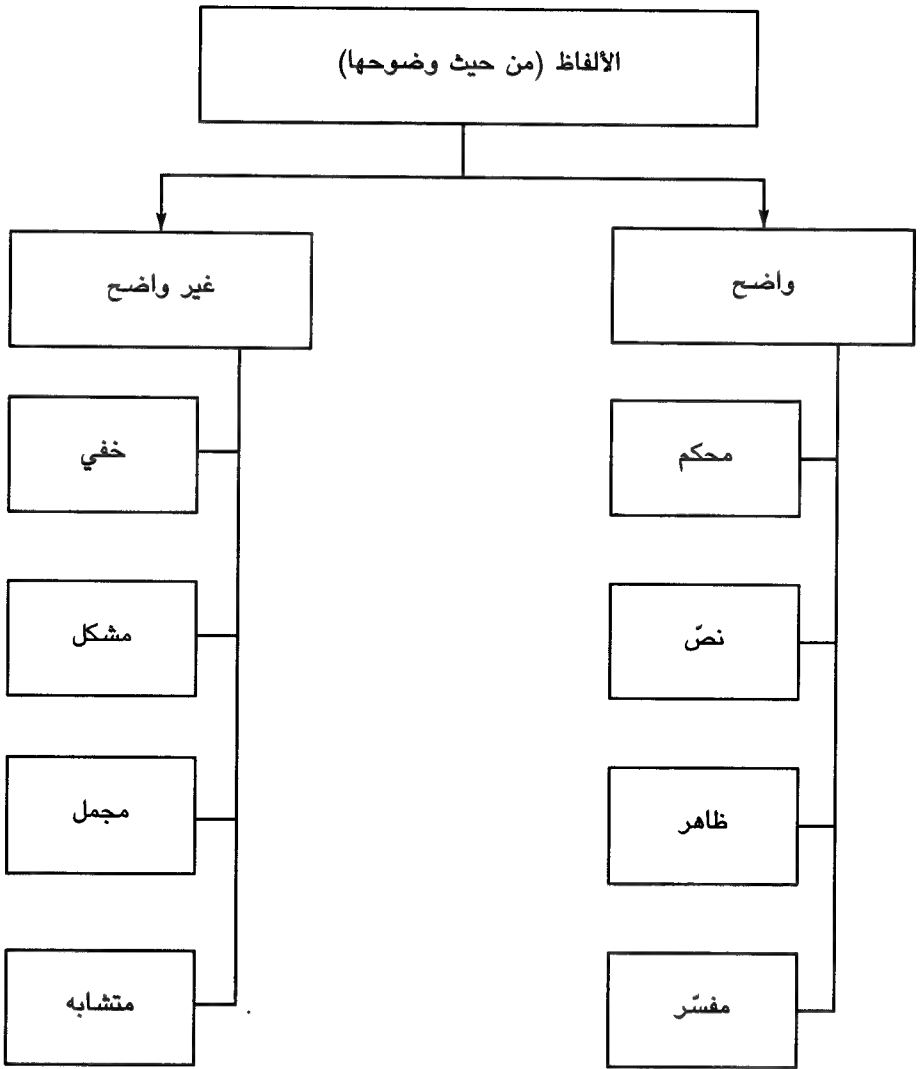 الألفاظ (من حيث وضوحها)
واضح
غير واضح
محكم
نصّ
ظاهر
مفسّر
خفي
مشكل
مجمل
متشابه